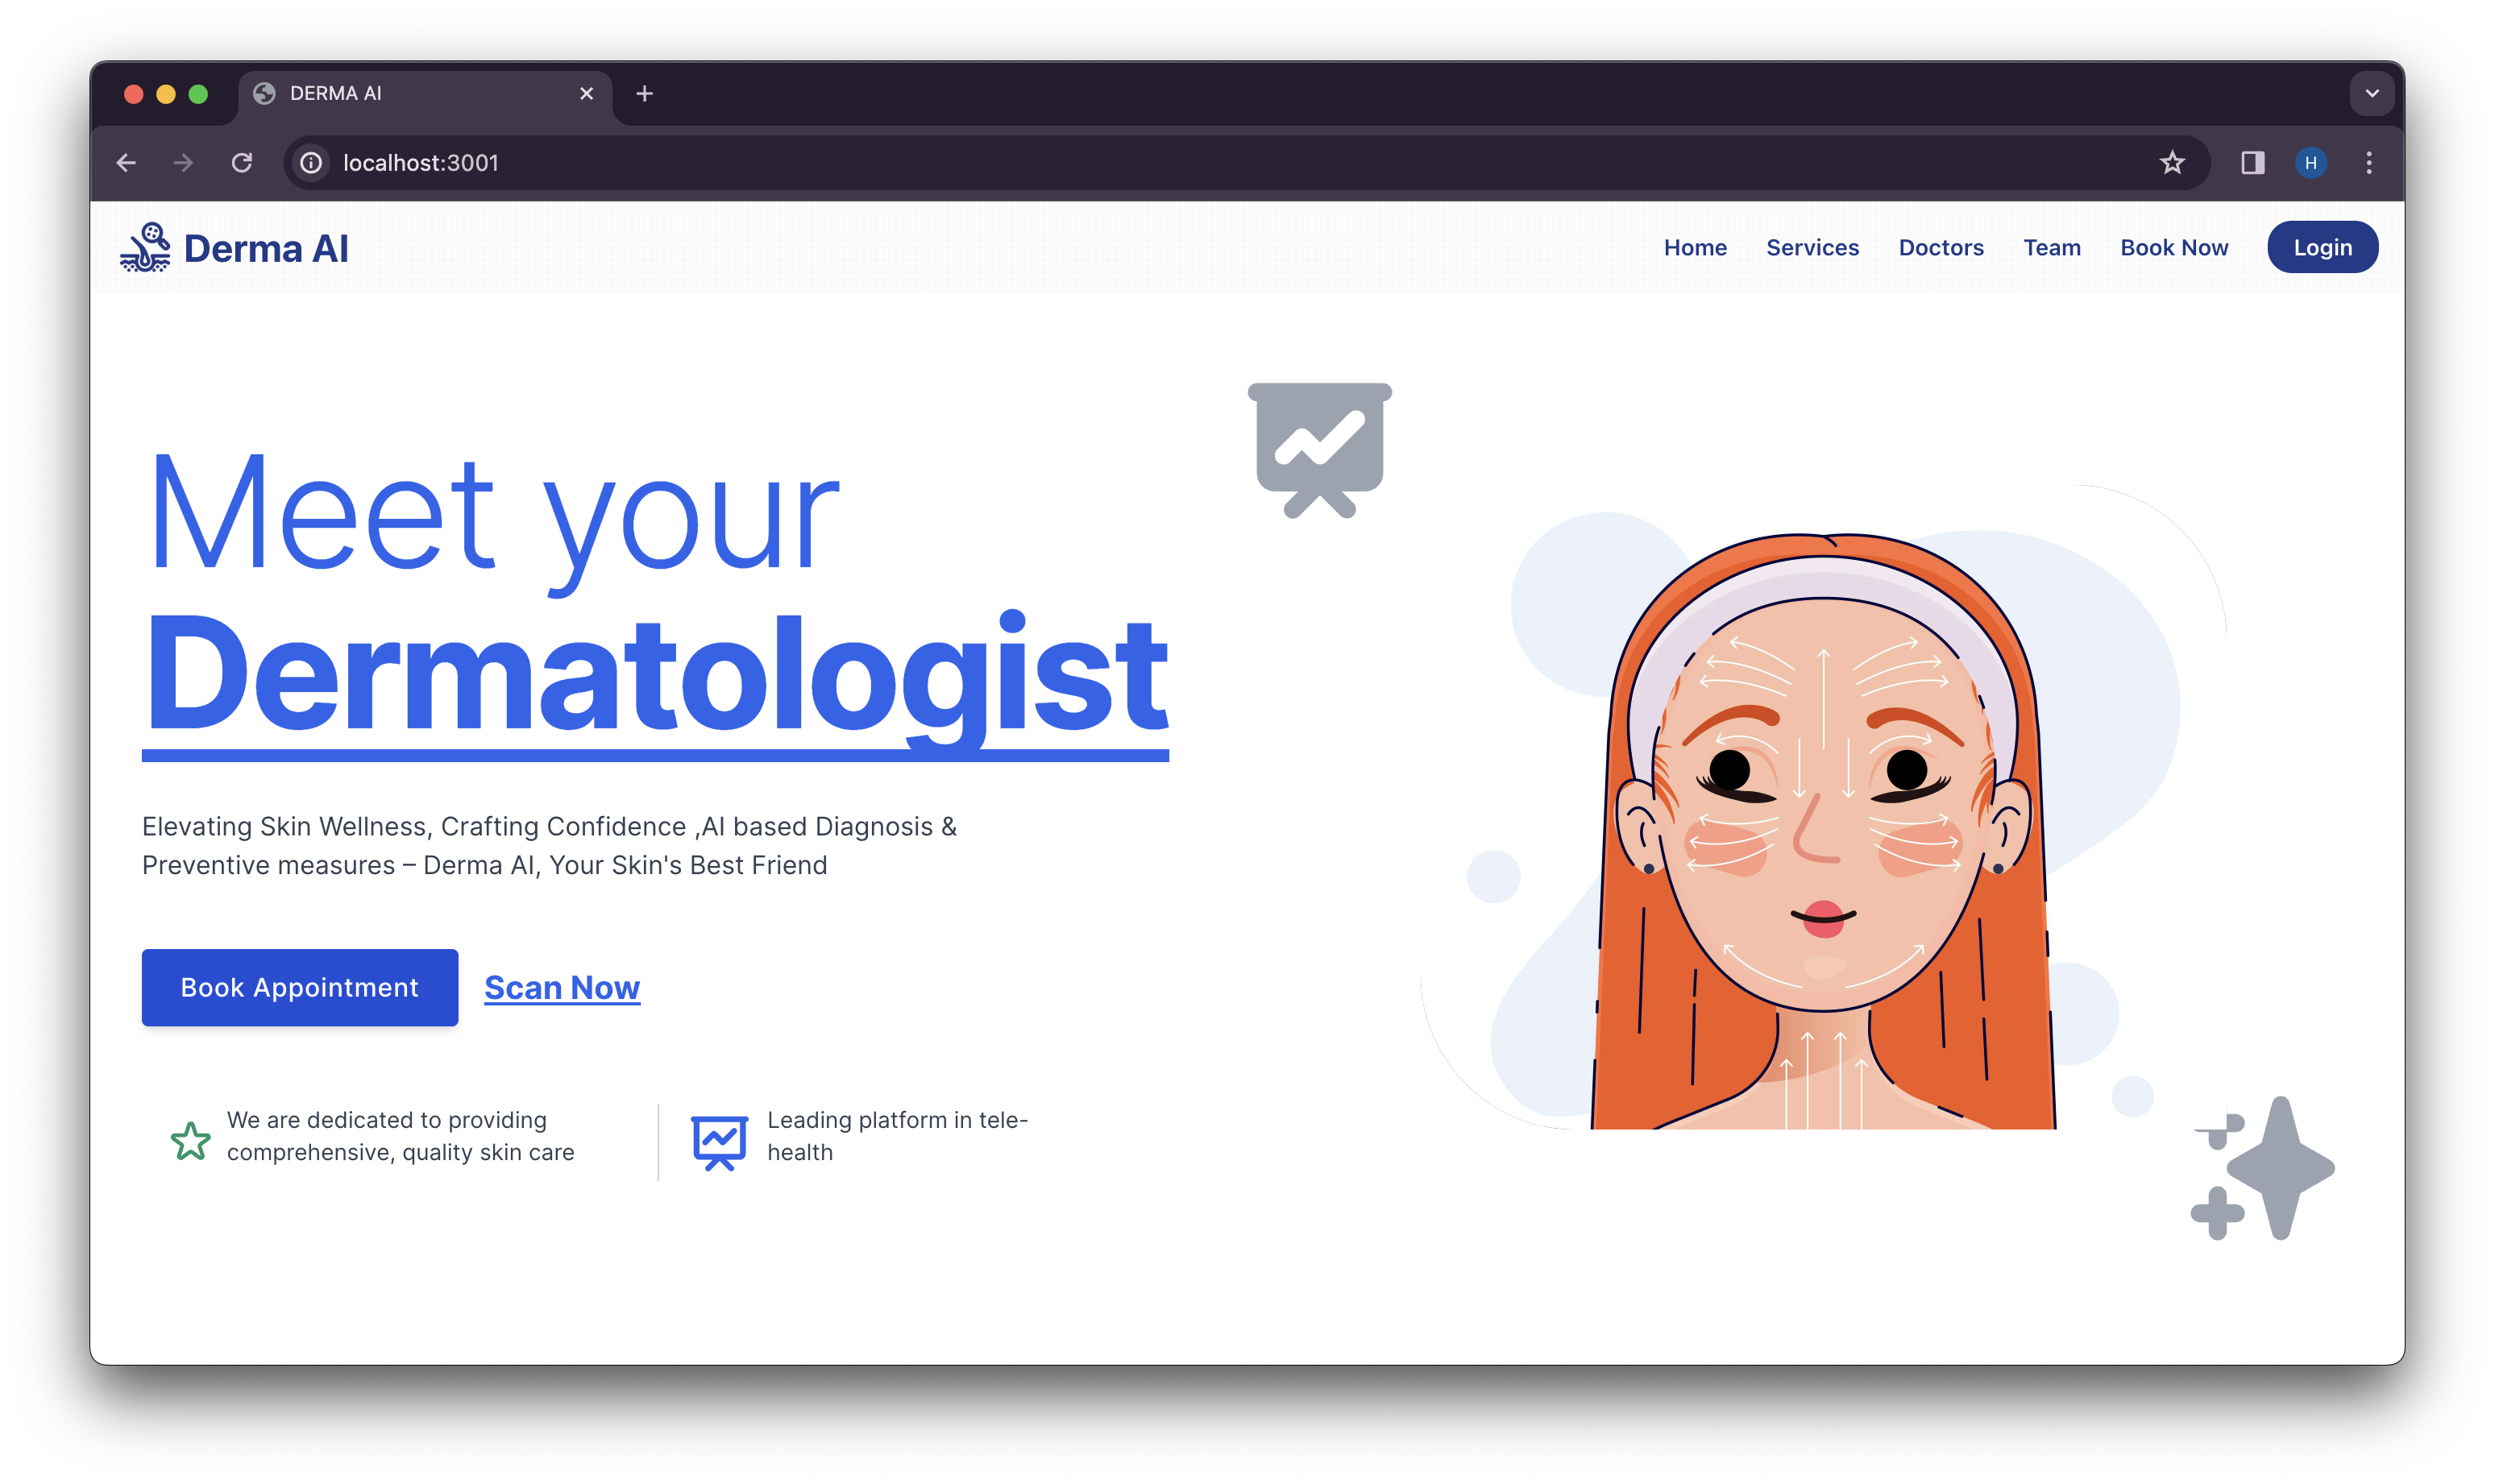 DERMA AI
localhost:3001
H
Derma AI
Home Services Doctors Team Book Now Login
Meet your
Dermatologist
Elevating Skin Wellness, Crafting Confidence ,AI based Diagnosis &
Preventive measures – Derma AI, Your Skin's Best Friend
Book Appointment Scan Now
We are dedicated to providing
comprehensive, quality skin care
Leading platform in tele-
health